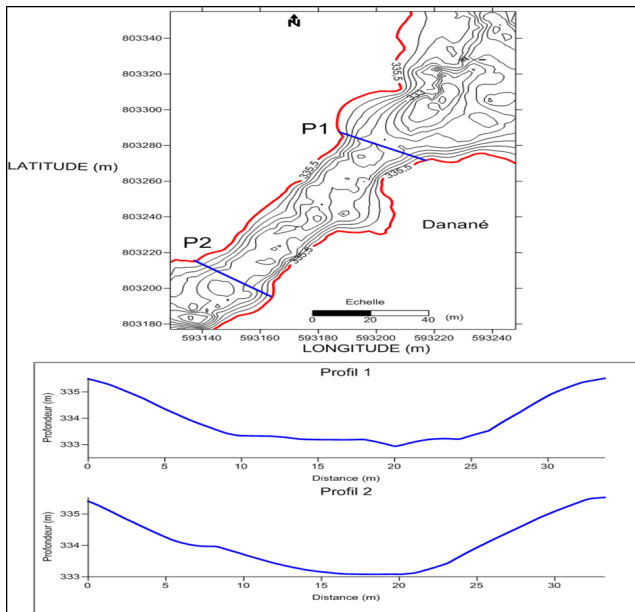 N
803340
803320
803300
803280
803260
803240
803220
803200
803180
LATITUDE (m)
P1
P2
335.5
333
335.5
335.5
335.5
Danané
Echelle
0 20 40 (m)
593140 593160 593180 593200 593220 593240
LONGITUDE (m)
Profil 1
Profondeur (m)
335
334
333
0 5 10 15 20 25 30
Distance (m)
Profil 2
Profondeur (m)
335
334
333
0 5 10 15 20 25 30
Distance (m)